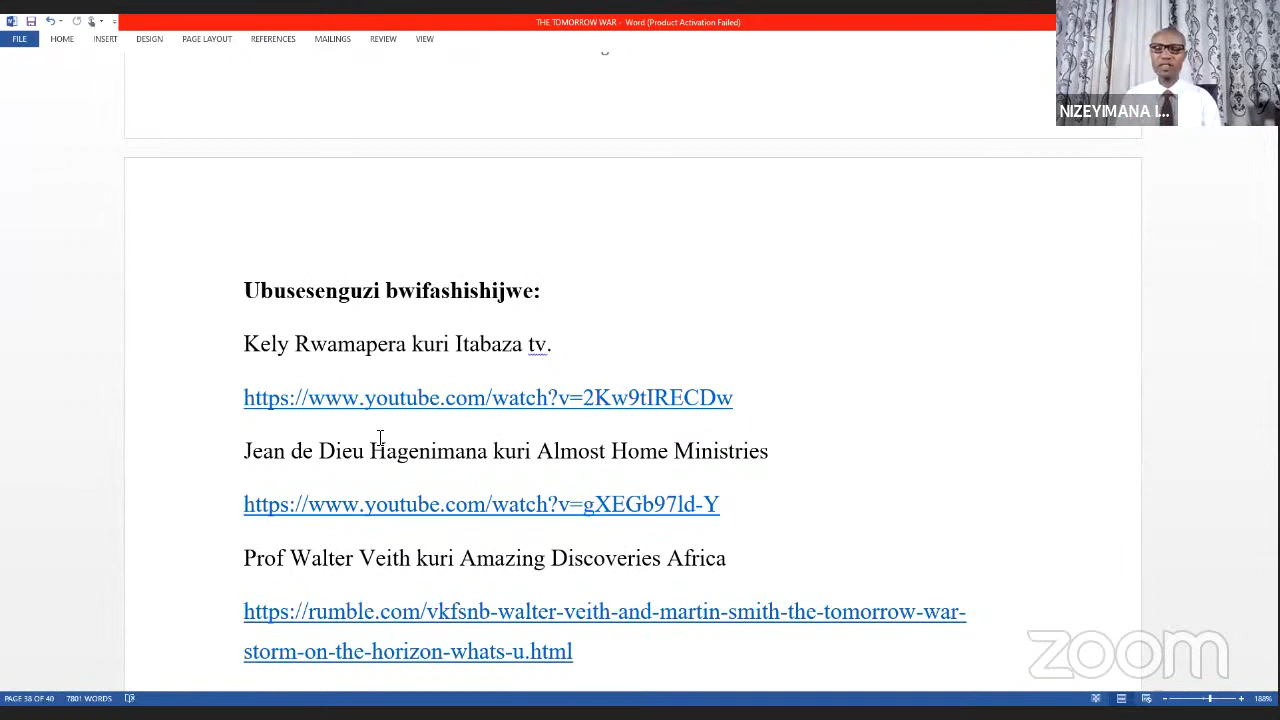 THE TOMORROW WAR - Word (Product Activation Failed)
FILE HOME INSERT DESIGN PAGE LAYOUT REFERENCES MAILINGS REVIEW VIEW
NIZEYIMANA I...
Ubusesenguzi bwifashishijwe:
Kely Rwamapera kuri Itabaza tv.
https://www.youtube.com/watch?v=2Kw9tIRECDw
Jean de Dieu Hagenimana kuri Almost Home Ministries
https://www.youtube.com/watch?v=gXEGb97ld-Y
Prof Walter Veith kuri Amazing Discoveries Africa
https://rumble.com/vkfsnb-walter-veith-and-martin-smith-the-tomorrow-war-
storm-on-the-horizon-whats-u.html
zoom
PAGE 38 OF 40 7801 WORDS 188%